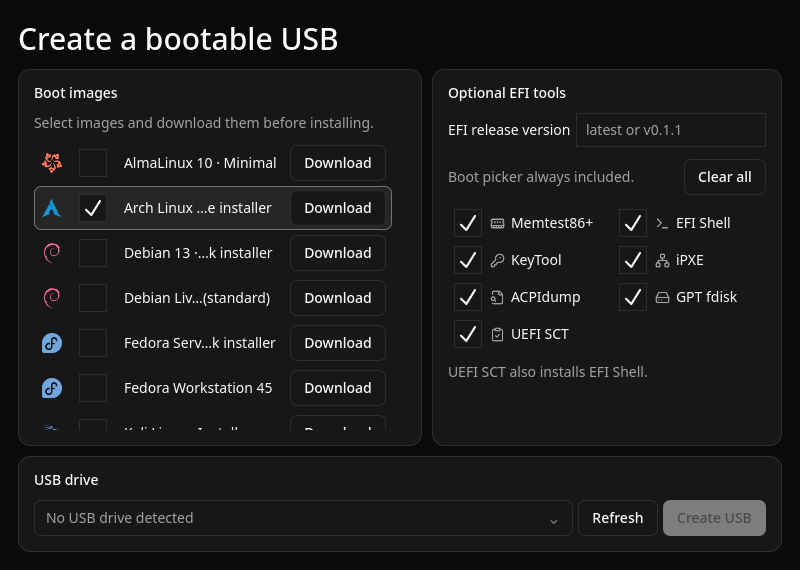 Create a bootable USB
Boot images
Select images and download them before installing.
AlmaLinux 10 · Minimal Download
Arch Linux ...e installer Download
Debian 13 ·...k installer Download
Debian Liv...(standard) Download
Fedora Serv...k installer Download
Fedora Workstation 45 Download
Optional EFI tools
EFI release version latest or v0.1.1
Boot picker always included. Clear all
Memtest86+ EFI Shell
KeyTool iPXE
ACPIdump GPT fdisk
UEFI SCT
UEFI SCT also installs EFI Shell.
USB drive
No USB drive detected Refresh Create USB